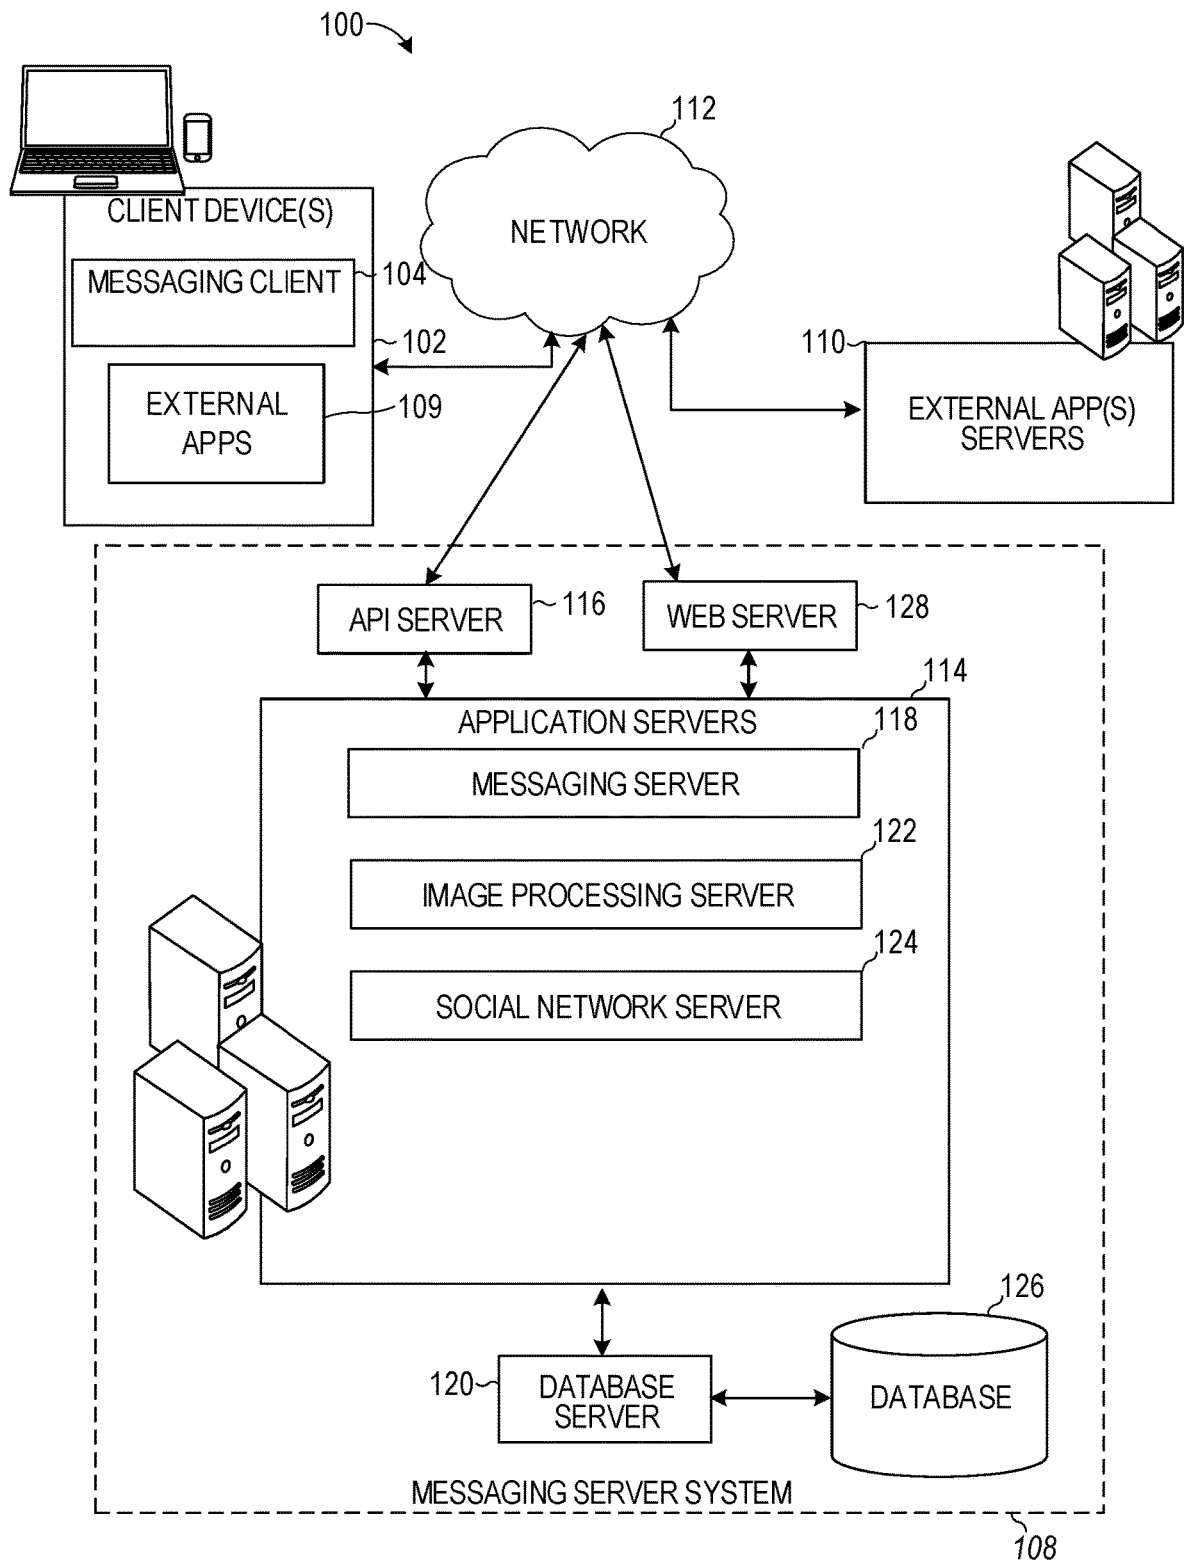 100
112
CLIENT DEVICE(S)
NETWORK
MESSAGING CLIENT
104
102
110
EXTERNAL
APPS
109
EXTERNAL APP(S)
SERVERS
API SERVER
116
WEB SERVER
128
114
APPLICATION SERVERS
118
MESSAGING SERVER
122
IMAGE PROCESSING SERVER
124
SOCIAL NETWORK SERVER
126
120
DATABASE
SERVER
DATABASE
MESSAGING SERVER SYSTEM
108